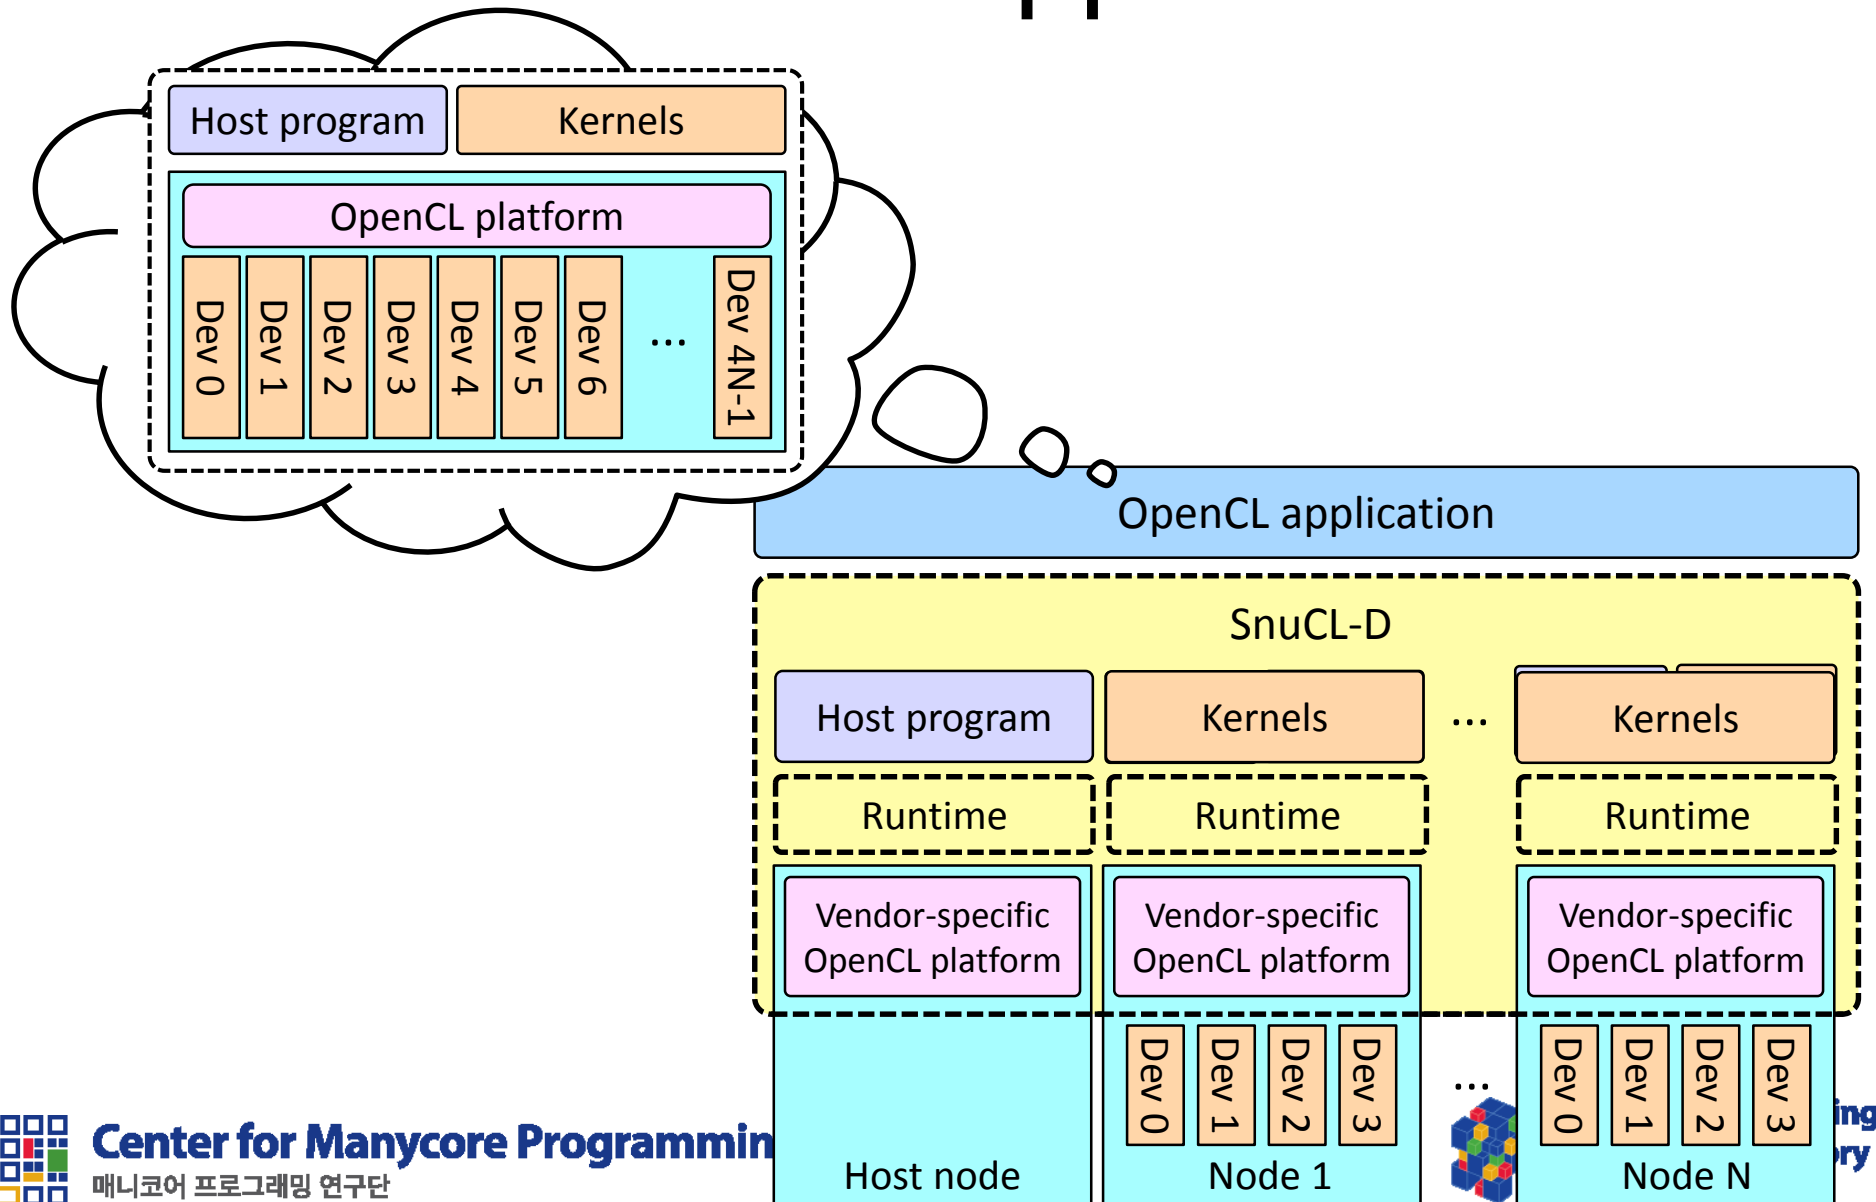 Host program
Kernels
OpenCL platform
Dev 0
Dev 1
Dev 2
Dev 3
Dev 4
Dev 5
Dev 6
...
Dev 4N-1
OpenCL application
SnuCL-D
Host program
Kernels
...
Kernels
Runtime
Runtime
Runtime
Vendor-specific
OpenCL platform
Vendor-specific
OpenCL platform
Vendor-specific
OpenCL platform
Dev 0
Dev 1
Dev 2
Dev 3
...
Dev 0
Dev 1
Dev 2
Dev 3
Host node
Node 1
Node N
Center for Manycore Programmin
매니코어 프로그래밍 연구단
ing
ry